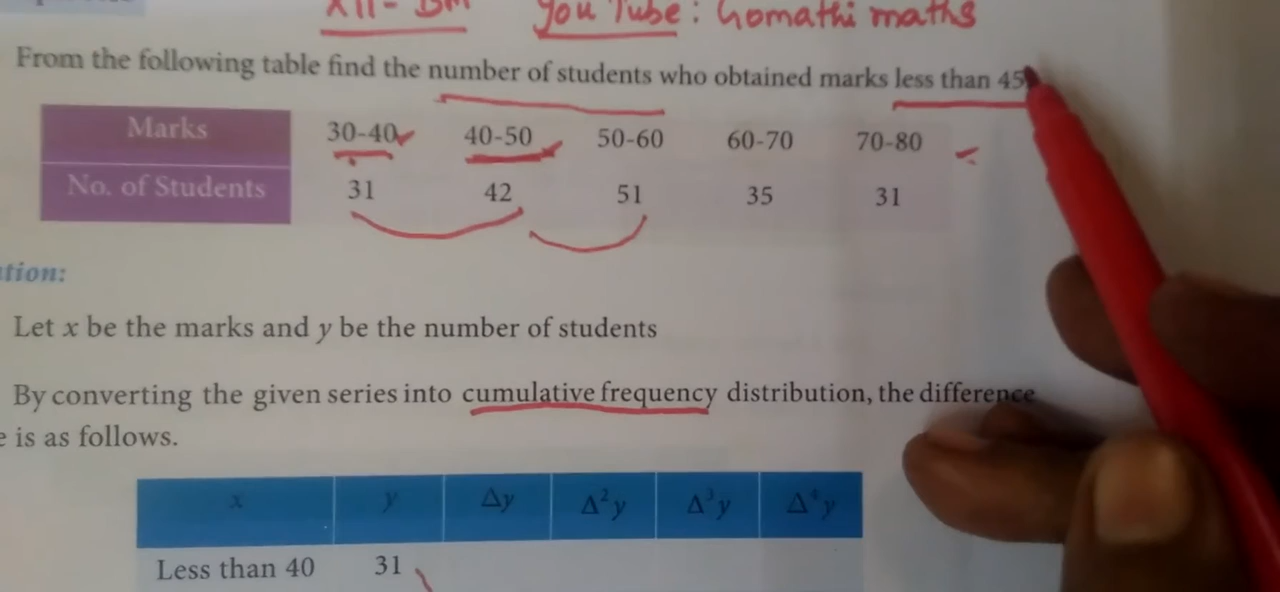 XII - BM You Tube : Gomathi maths
From the following table find the number of students who obtained marks less than 45
Marks 30-40 40-50 50-60 60-70 70-80
No. of Students 31 42 51 35 31
tion:
Let x be the marks and y be the number of students
By converting the given series into cumulative frequency distribution, the difference
e is as follows.
x y Δy Δ²y Δ³y Δ⁴y
Less than 40 31